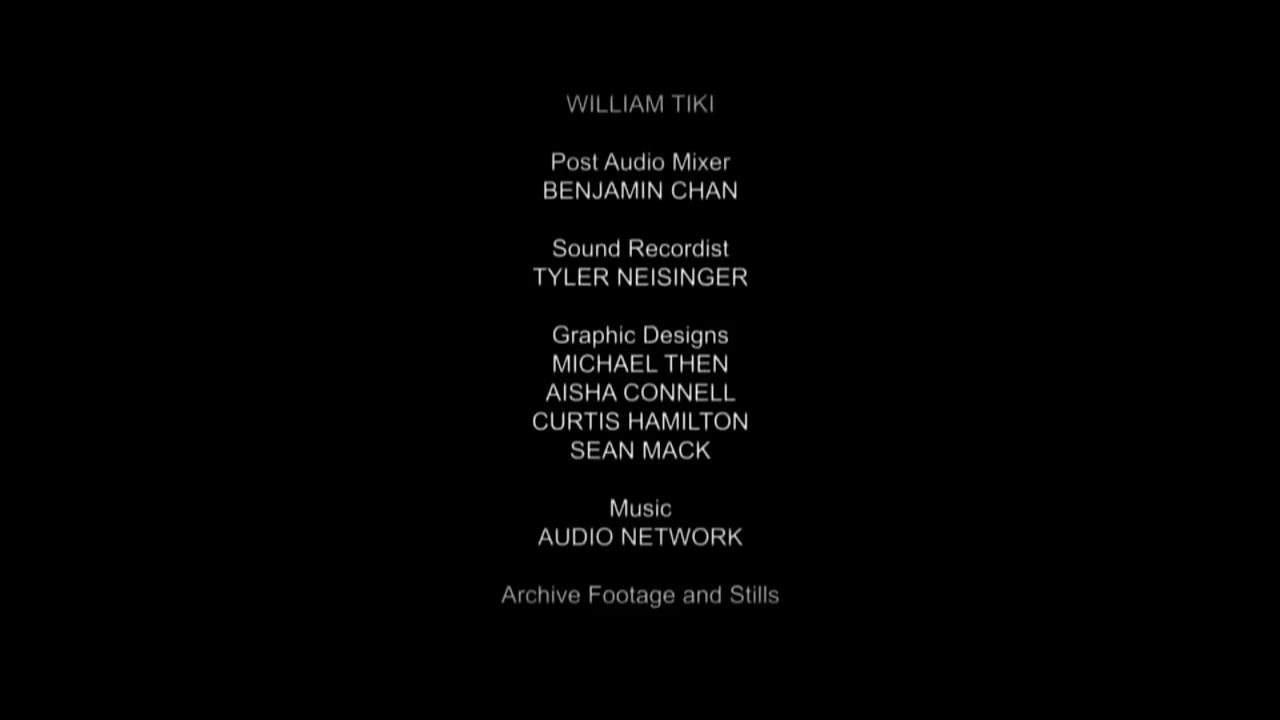 WILLIAM TIKI
Post Audio Mixer
BENJAMIN CHAN
Sound Recordist
TYLER NEISINGER
Graphic Designs
MICHAEL THEN
AISHA CONNELL
CURTIS HAMILTON
SEAN MACK
Music
AUDIO NETWORK
Archive Footage and Stills